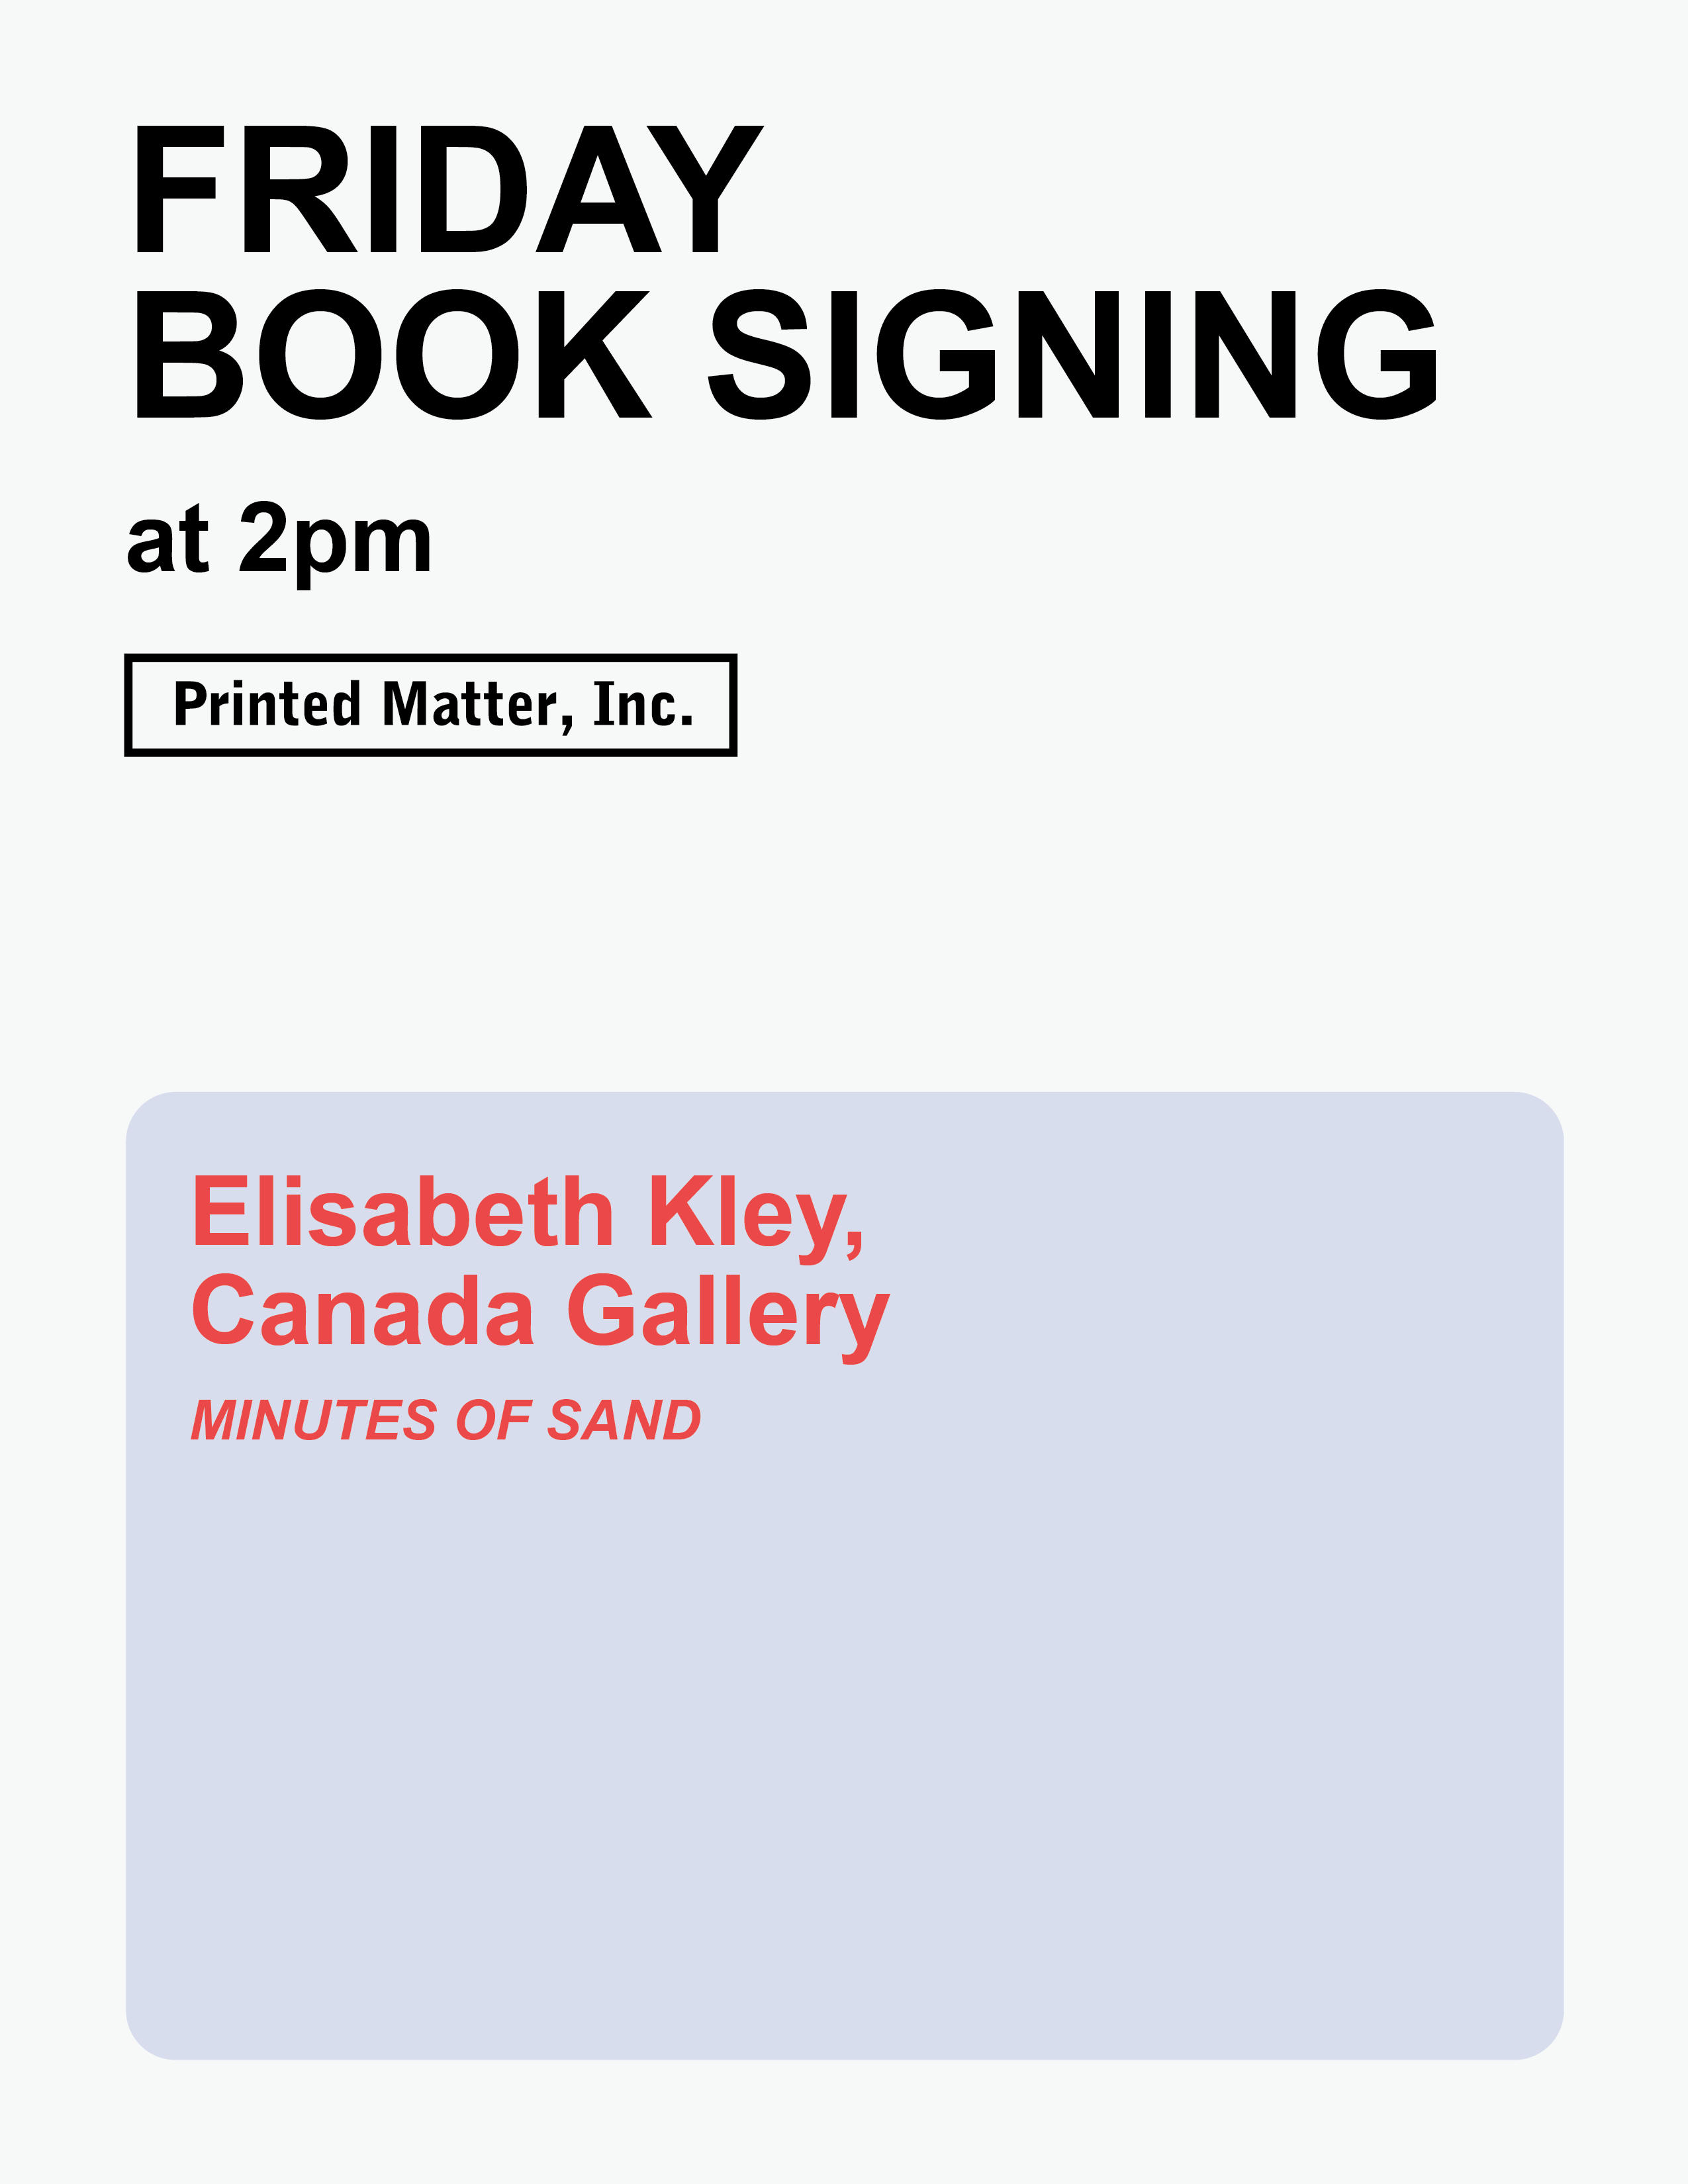 FRIDAY
BOOK SIGNING
at 2pm
Printed Matter, Inc.
Elisabeth Kley,
Canada Gallery
MINUTES OF SAND